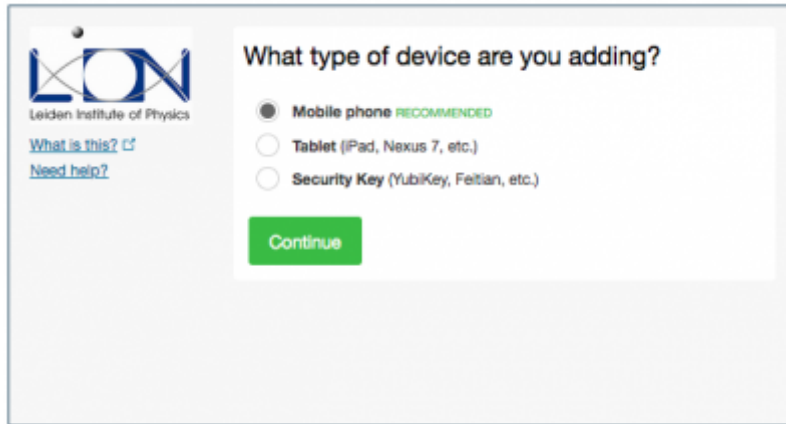 LION
Leiden Institute of Physics
What is this?
Need help?
What type of device are you adding?
Mobile phone RECOMMENDED
Tablet (iPad, Nexus 7, etc.)
Security Key (YubiKey, Feitian, etc.)
Continue